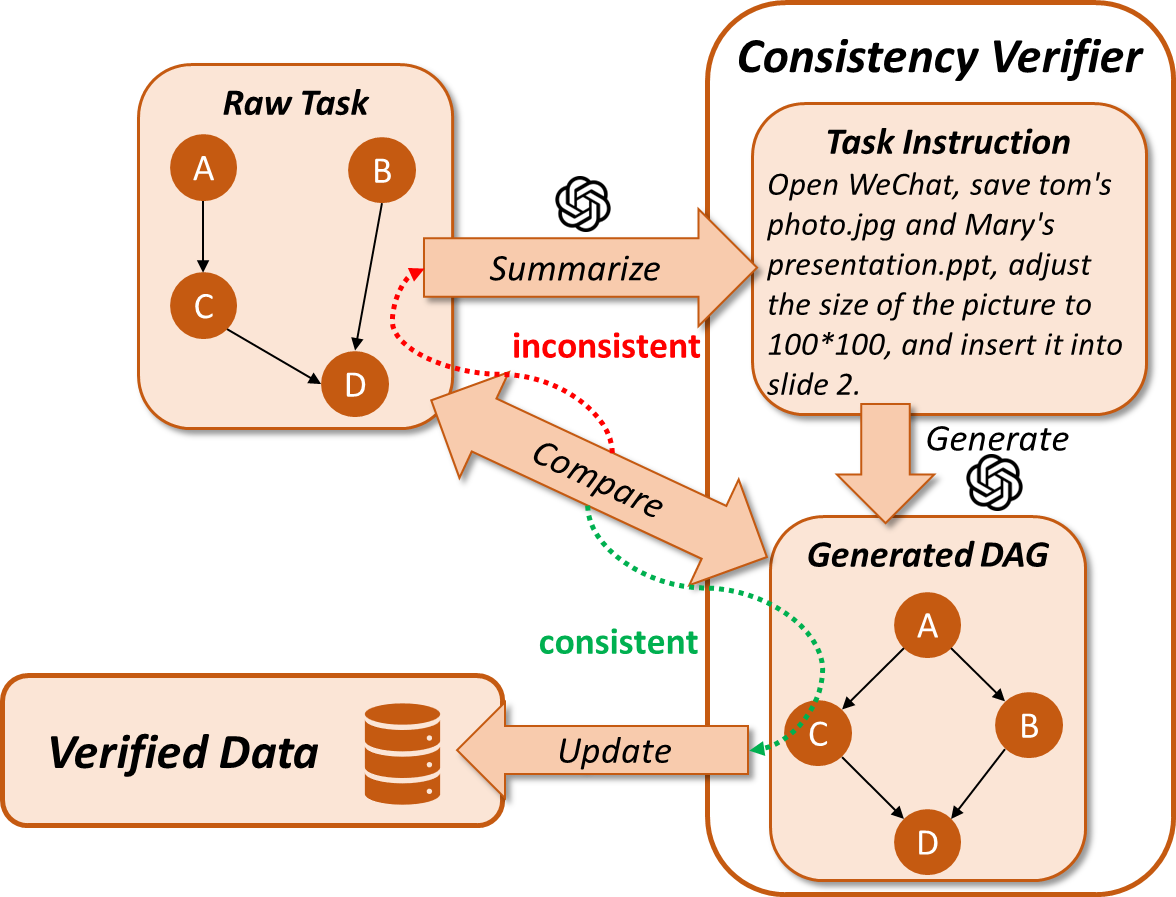 Consistency Verifier
Raw Task
A
B
C
D
Summarize
Task Instruction
Open WeChat, save tom's
photo.jpg and Mary's
presentation.ppt, adjust
the size of the picture to
100*100, and insert it into
slide 2.
inconsistent
Generate
Compare
Generated DAG
A
C
B
D
consistent
Update
Verified Data